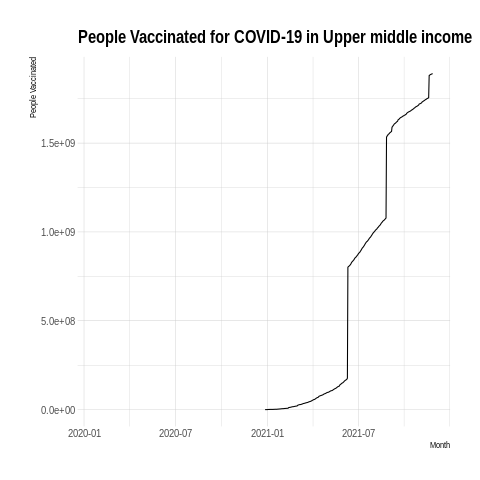 People Vaccinated for COVID-19 in Upper middle income
People Vaccinated
1.5e+09
1.0e+09
5.0e+08
0.0e+00
2020-01 2020-07 2021-01 2021-07
Month